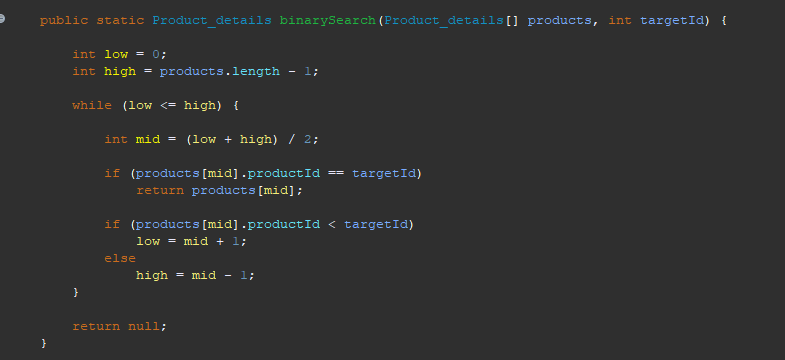 public static Product_details binarySearch(Product_details[] products, int targetId) {
int low = 0;
int high = products.length - 1;
while (low <= high) {
int mid = (low + high) / 2;
if (products[mid].productId == targetId)
return products[mid];
if (products[mid].productId < targetId)
low = mid + 1;
else
high = mid - 1;
}
return null;
}